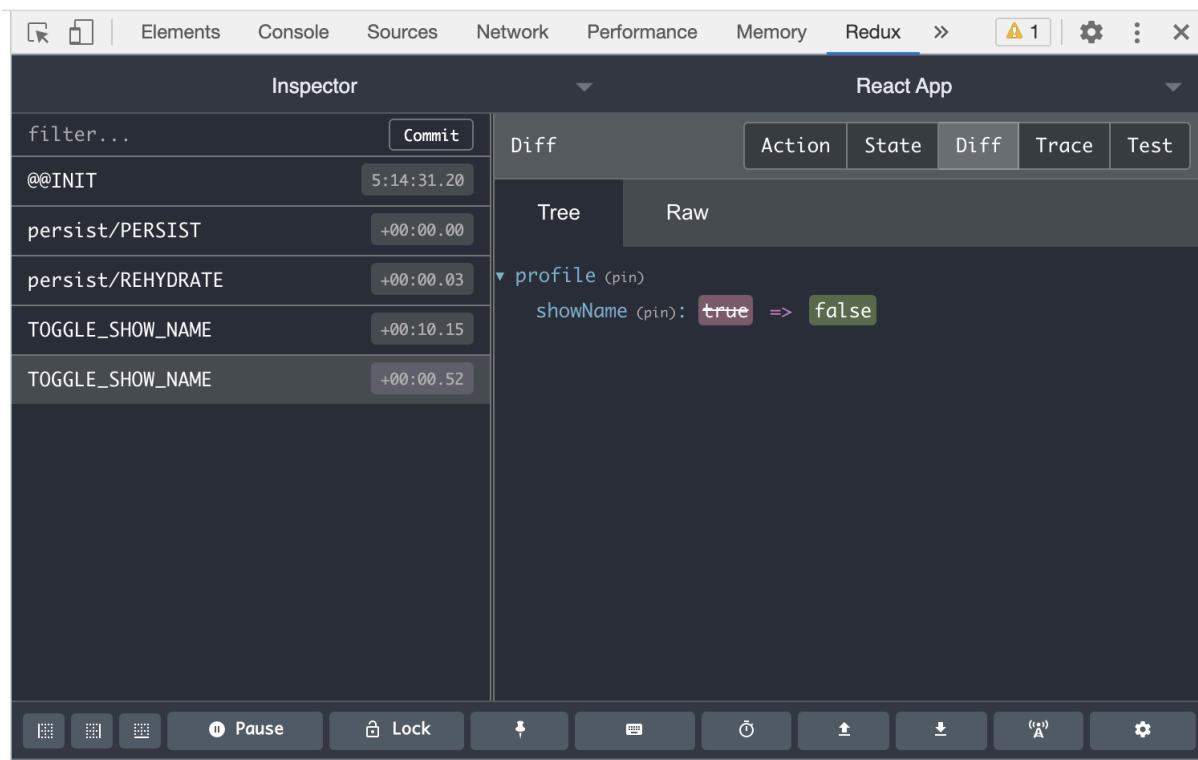 Elements Console Sources Network Performance Memory Redux » 1
Inspector React App
filter... Commit
Diff Action State Diff Trace Test
@@INIT 5:14:31.20
Tree Raw
persist/PERSIST +00:00.00
persist/REHYDRATE +00:00.03
profile (pin)
showName (pin): true => false
TOGGLE_SHOW_NAME +00:10.15
TOGGLE_SHOW_NAME +00:00.52
Pause Lock